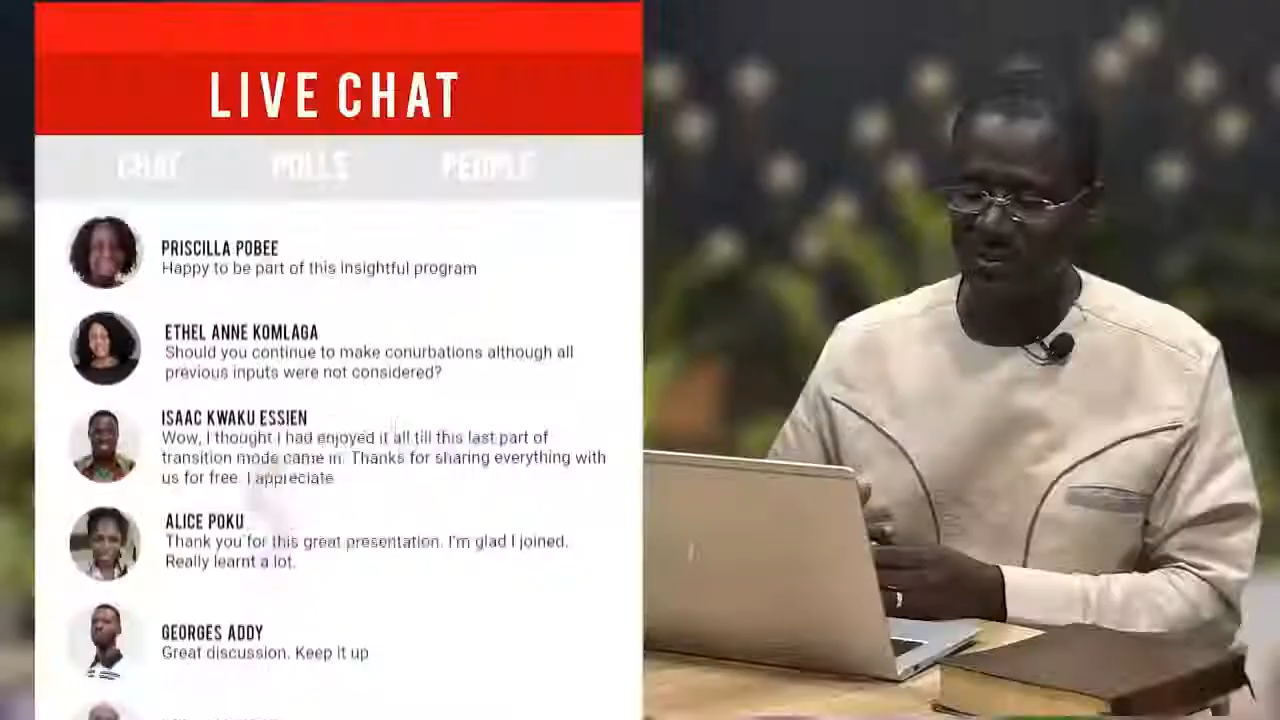 LIVE CHAT
CHAT POLLS PEOPLE
PRISCILLA POBEE
Happy to be part of this insightful program
ETHEL ANNE KOMLAGA
Should you continue to make conurbations although all
previous inputs were not considered?
ISAAC KWAKU ESSIEN
Wow, I thought I had enjoyed it all till this last part of
transition mode came in. Thanks for sharing everything with
us for free. I appreciate
ALICE POKU
Thank you for this great presentation. I'm glad I joined.
Really learnt a lot.
GEORGES ADDY
Great discussion. Keep it up